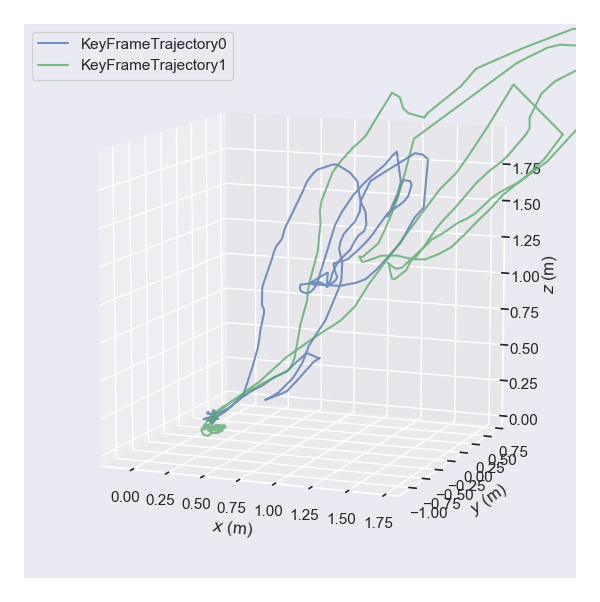 KeyFrameTrajectory0
KeyFrameTrajectory1
1.75
1.50
1.25
1.00
0.75
0.50
0.25
0.00
z (m)
0.00 0.25 0.50 0.75 1.00 1.25 1.50 1.75
x (m)
0.75
0.50
0.25
0.00
−0.25
−0.50
−0.75
−1.00
y (m)